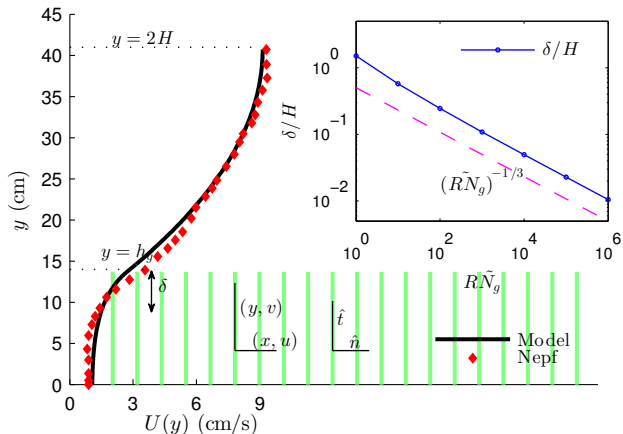 45
40
35
30
25
20
15
10
5
0
y (cm)
0
3
6
9
U(y) (cm/s)
y = 2H
y = h_g
δ
(y, v)
(x, u)
t̂
n̂
Model
Nepf
δ/H
10^0
10^{-1}
10^{-2}
δ/H
(RÑ_g)^{-1/3}
10^0
10^2
10^4
10^6
RÑ_g